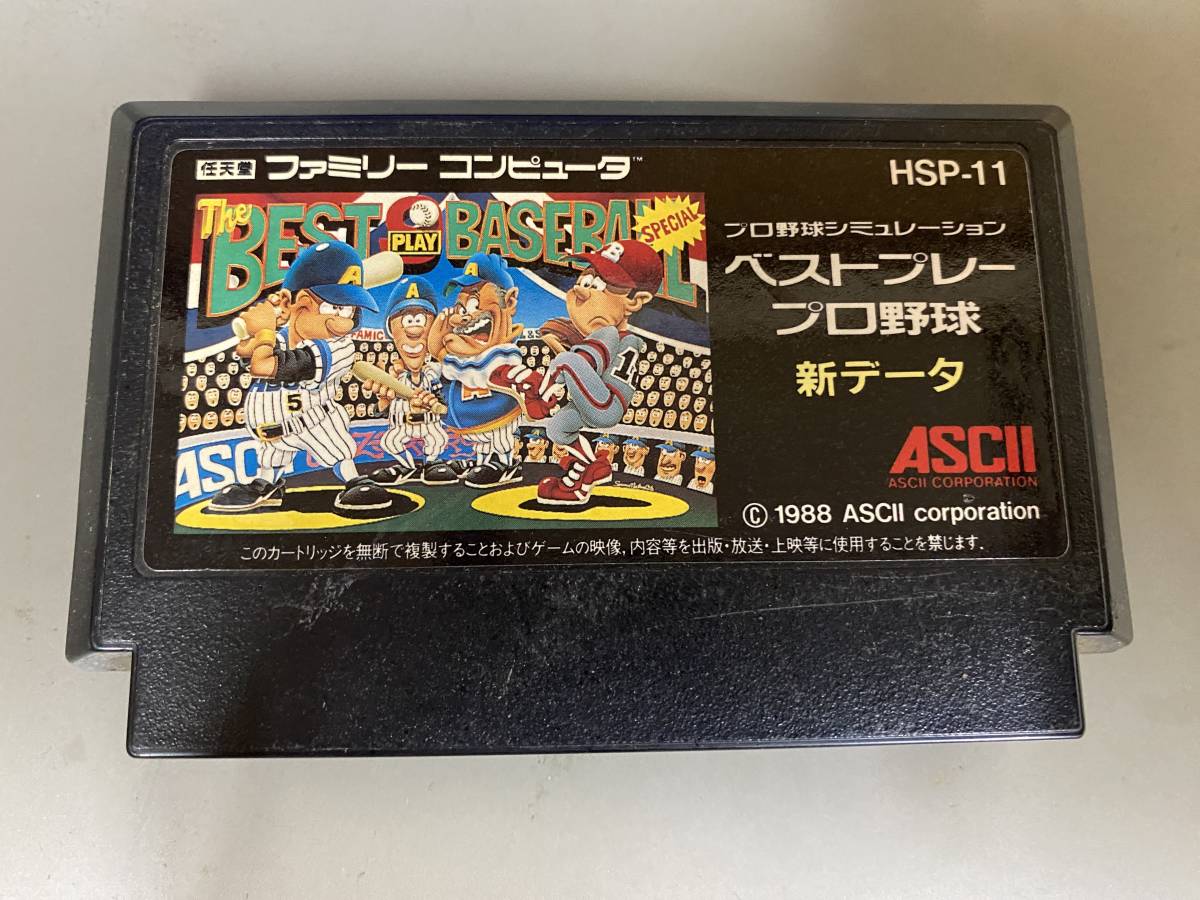 任天堂 ファミリー コンピュータ™
HSP-11
The
BEST PLAY BASEBALL
SPECIAL
プロ野球シミュレーション
ベストプレー
プロ野球
新データ
A
A
B
FAMIC
& S
5
A
1
ASCII
ASCII
ASCII CORPORATION
© 1988 ASCII corporation
このカートリッジを無断で複製することおよびゲームの映像,内容等を出版・放送・上映等に使用することを禁じます.